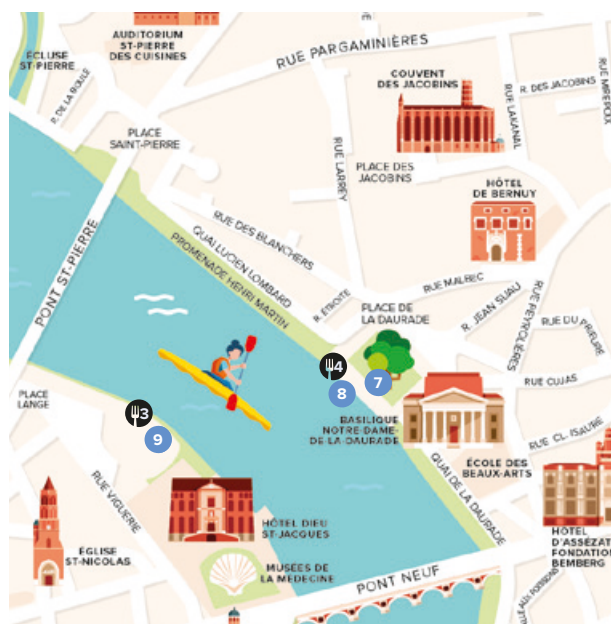 AUDITORIUM
ST-PIERRE
DES CUISINES
ÉCLUSE
ST-PIERRE
R. DE LA BOULE
RUE PARGAMINIÈRES
COUVENT
DES JACOBINS
R. DES JACOBINS
RUE MIREPOIX
RUE LAKANAL
PLACE
SAINT-PIERRE
RUE LARREY
PLACE DES
JACOBINS
HÔTEL
DE BERNUY
RUE DES BLANCHERS
QUAI LUCIEN LOMBARD
PROMENADE HENRI MARTIN
PONT ST-PIERRE
R. ÉTROITE
RUE MALBEC
PLACE DE
LA DAURADE
R. JEAN SUAU
RUE PEYROLIÈRES
RUE DU PRIEURÉ
4
7
8
RUE CUJAS
PLACE
LANGE
3
9
BASILIQUE
NOTRE-DAME-
DE-LA-DAURADE
RUE CL.-ISAURE
ÉCOLE DES
BEAUX-ARTS
QUAI DE LA DAURADE
RUE VIGUERIE
HÔTEL DIEU
ST-JACQUES
HÔTEL
D'ASSÉZAT
FONDATION
BEMBERG
ÉGLISE
ST-NICOLAS
MUSÉES DE
LA MÉDECINE
PONT NEUF